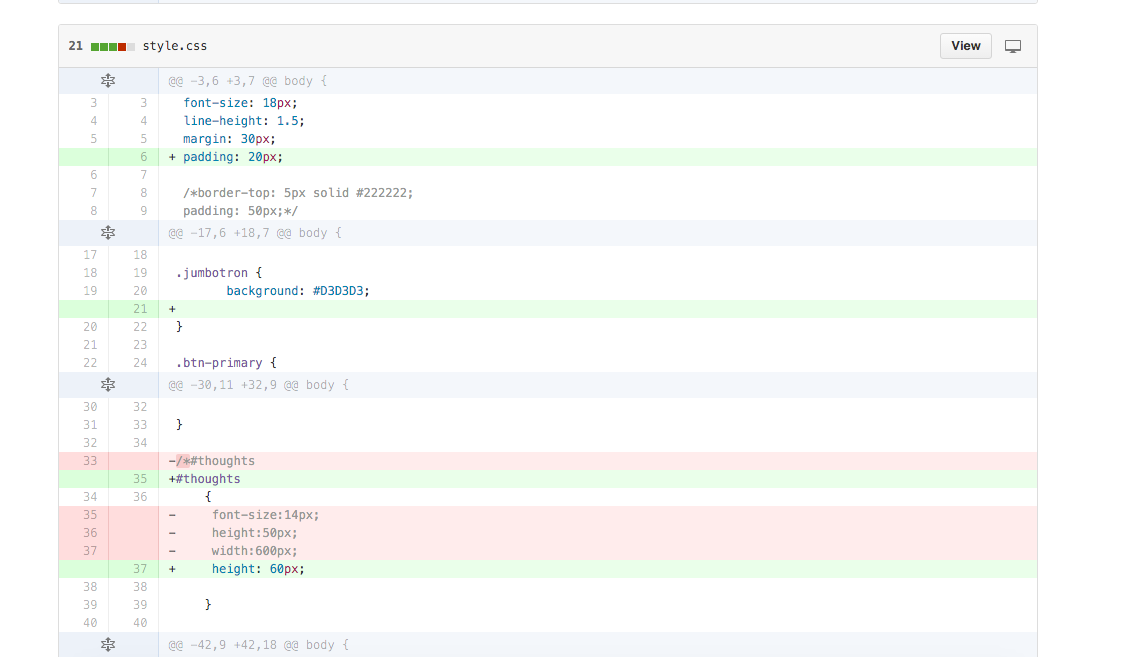 21 style.css View
@@ -3,6 +3,7 @@ body {
3 3 font-size: 18px;
4 4 line-height: 1.5;
5 5 margin: 30px;
6 + padding: 20px;
6 7
7 8 /*border-top: 5px solid #222222;
8 9 padding: 50px;*/
@@ -17,6 +18,7 @@ body {
17 18
18 19 .jumbotron {
19 20 background: #D3D3D3;
21 +
20 22 }
21 23
22 24 .btn-primary {
@@ -30,11 +32,9 @@ body {
30 32
31 33 }
32 34
33 -/*#thoughts
35 +#thoughts
34 36 {
35 - font-size:14px;
36 - height:50px;
37 - width:600px;
37 + height: 60px;
38 38
39 39 }
40 40
@@ -42,9 +42,18 @@ body {